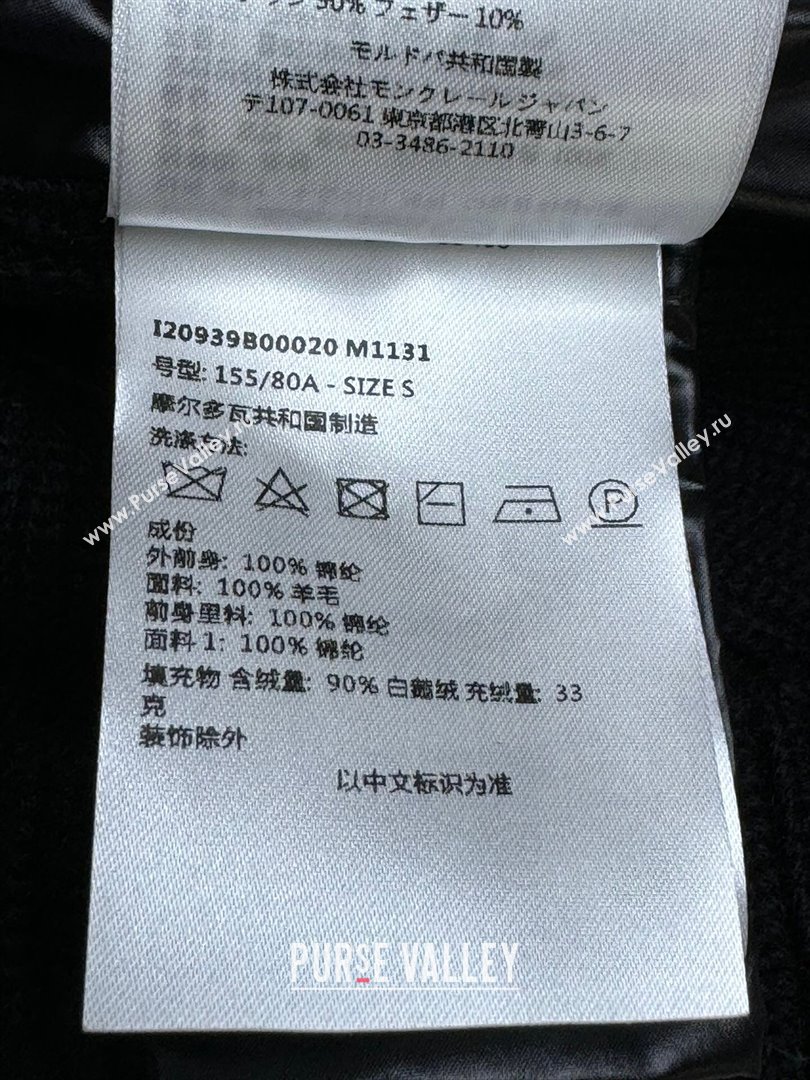 90% フェザー 10%
モルドバ共和国製
株式会社モンクレールジャパン
〒107-0061 東京都港区北青山3-6-7
03-3486-2110
I20939B00020 M1131
号型: 155/80A - SIZE S
摩尔多瓦共和国制造
洗涤方法:
P
成份
外前身: 100% 锦纶
面料: 100% 羊毛
前身里料: 100% 锦纶
面料 1: 100% 锦纶
填充物 含绒量: 90% 白鹅绒 充绒量: 33
克
装饰除外
以中文标识为准
www.PurseValley.ru
www.PurseValley.ru
PURSE VALLEY